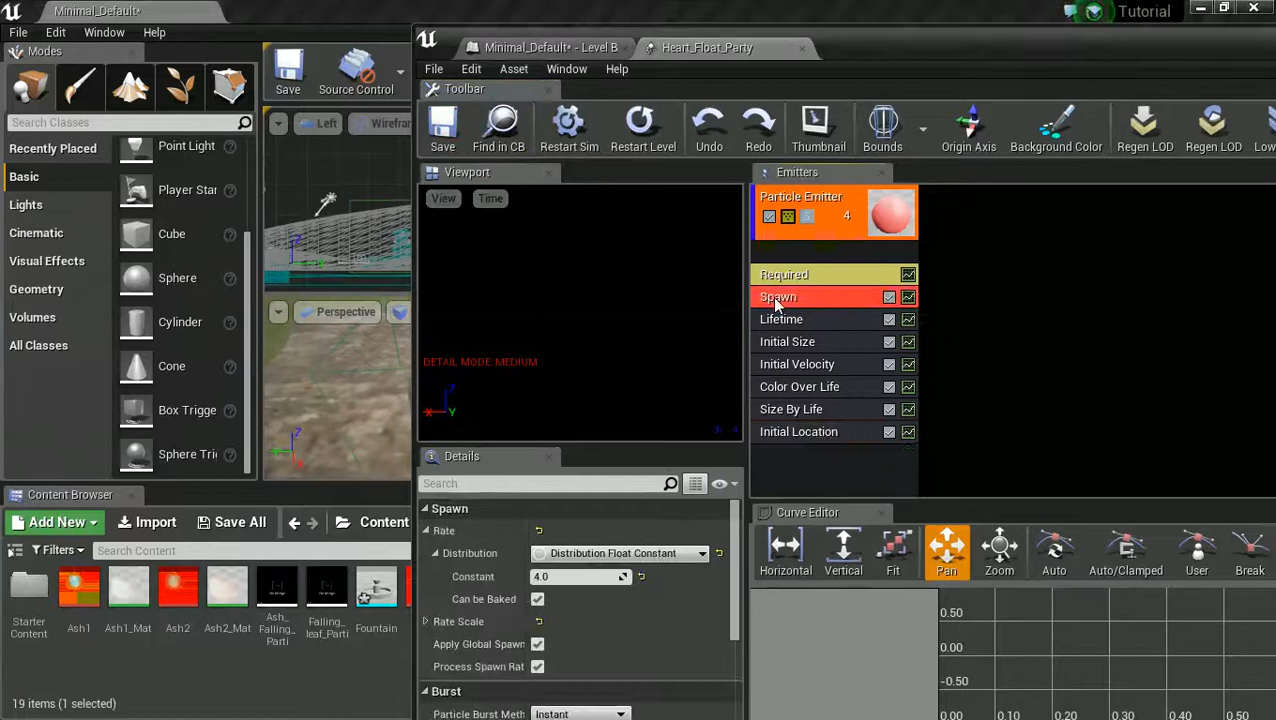 Minimal_Default*
Tutorial
File Edit Window Help
Modes
Search Classes
Recently Placed
Basic
Lights
Cinematic
Visual Effects
Geometry
Volumes
All Classes
Point Light
Player Star
Cube
Sphere
Cylinder
Cone
Box Trigge
Sphere Tri
Save
Source Control
Left
Wirefr
Perspective
Content Browser
Add New
Import
Save All
Content
Filters
Search Content
Starter Content
Ash1
Ash1_Mat
Ash2
Ash2_Mat
Ash_Falling_Parti
Falling_leaf_Parti
Fountain
19 items (1 selected)
Minimal_Default* - Level B
Heart_Float_Party
File Edit Asset Window Help
Toolbar
Save
Find in CB
Restart Sim
Restart Level
Undo
Redo
Thumbnail
Bounds
Origin Axis
Background Color
Regen LOD
Regen LOD
Low
Viewport
View
Time
DETAIL MODE: MEDIUM
Z
X
Y
Emitters
Particle Emitter
4
Required
Spawn
Lifetime
Initial Size
Initial Velocity
Color Over Life
Size By Life
Initial Location
Details
Search
Spawn
Rate
Distribution
Distribution Float Constant
Constant
4.0
Can be Baked
Rate Scale
Apply Global Spawn
Process Spawn Rat
Burst
Particle Burst Meth
Instant
Curve Editor
Horizontal
Vertical
Fit
Pan
Zoom
Auto
Auto/Clamped
User
Break
0.50
0.00
-0.50
0.00 0.10 0.20 0.30 0.40 0.50